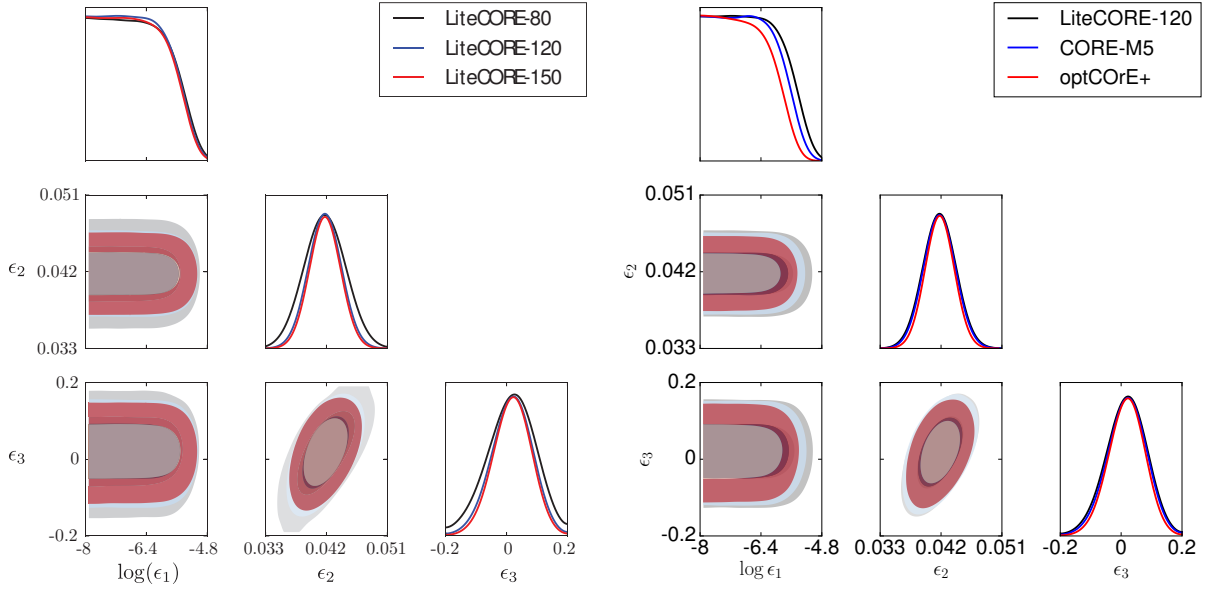 LiteCORE-80
LiteCORE-120
LiteCORE-150
0.051
ϵ2
0.042
0.033
0.2
ϵ3
0
-0.2
-8
-6.4
-4.8
log(ϵ1)
0.033
0.042
0.051
ϵ2
-0.2
0
0.2
ϵ3
LiteCORE-120
CORE-M5
optCOrE+
0.051
ϵ2
0.042
0.033
0.2
ϵ3
0
-0.2
-8
-6.4
-4.8
log ϵ1
0.033
0.042
0.051
ϵ2
-0.2
0
0.2
ϵ3